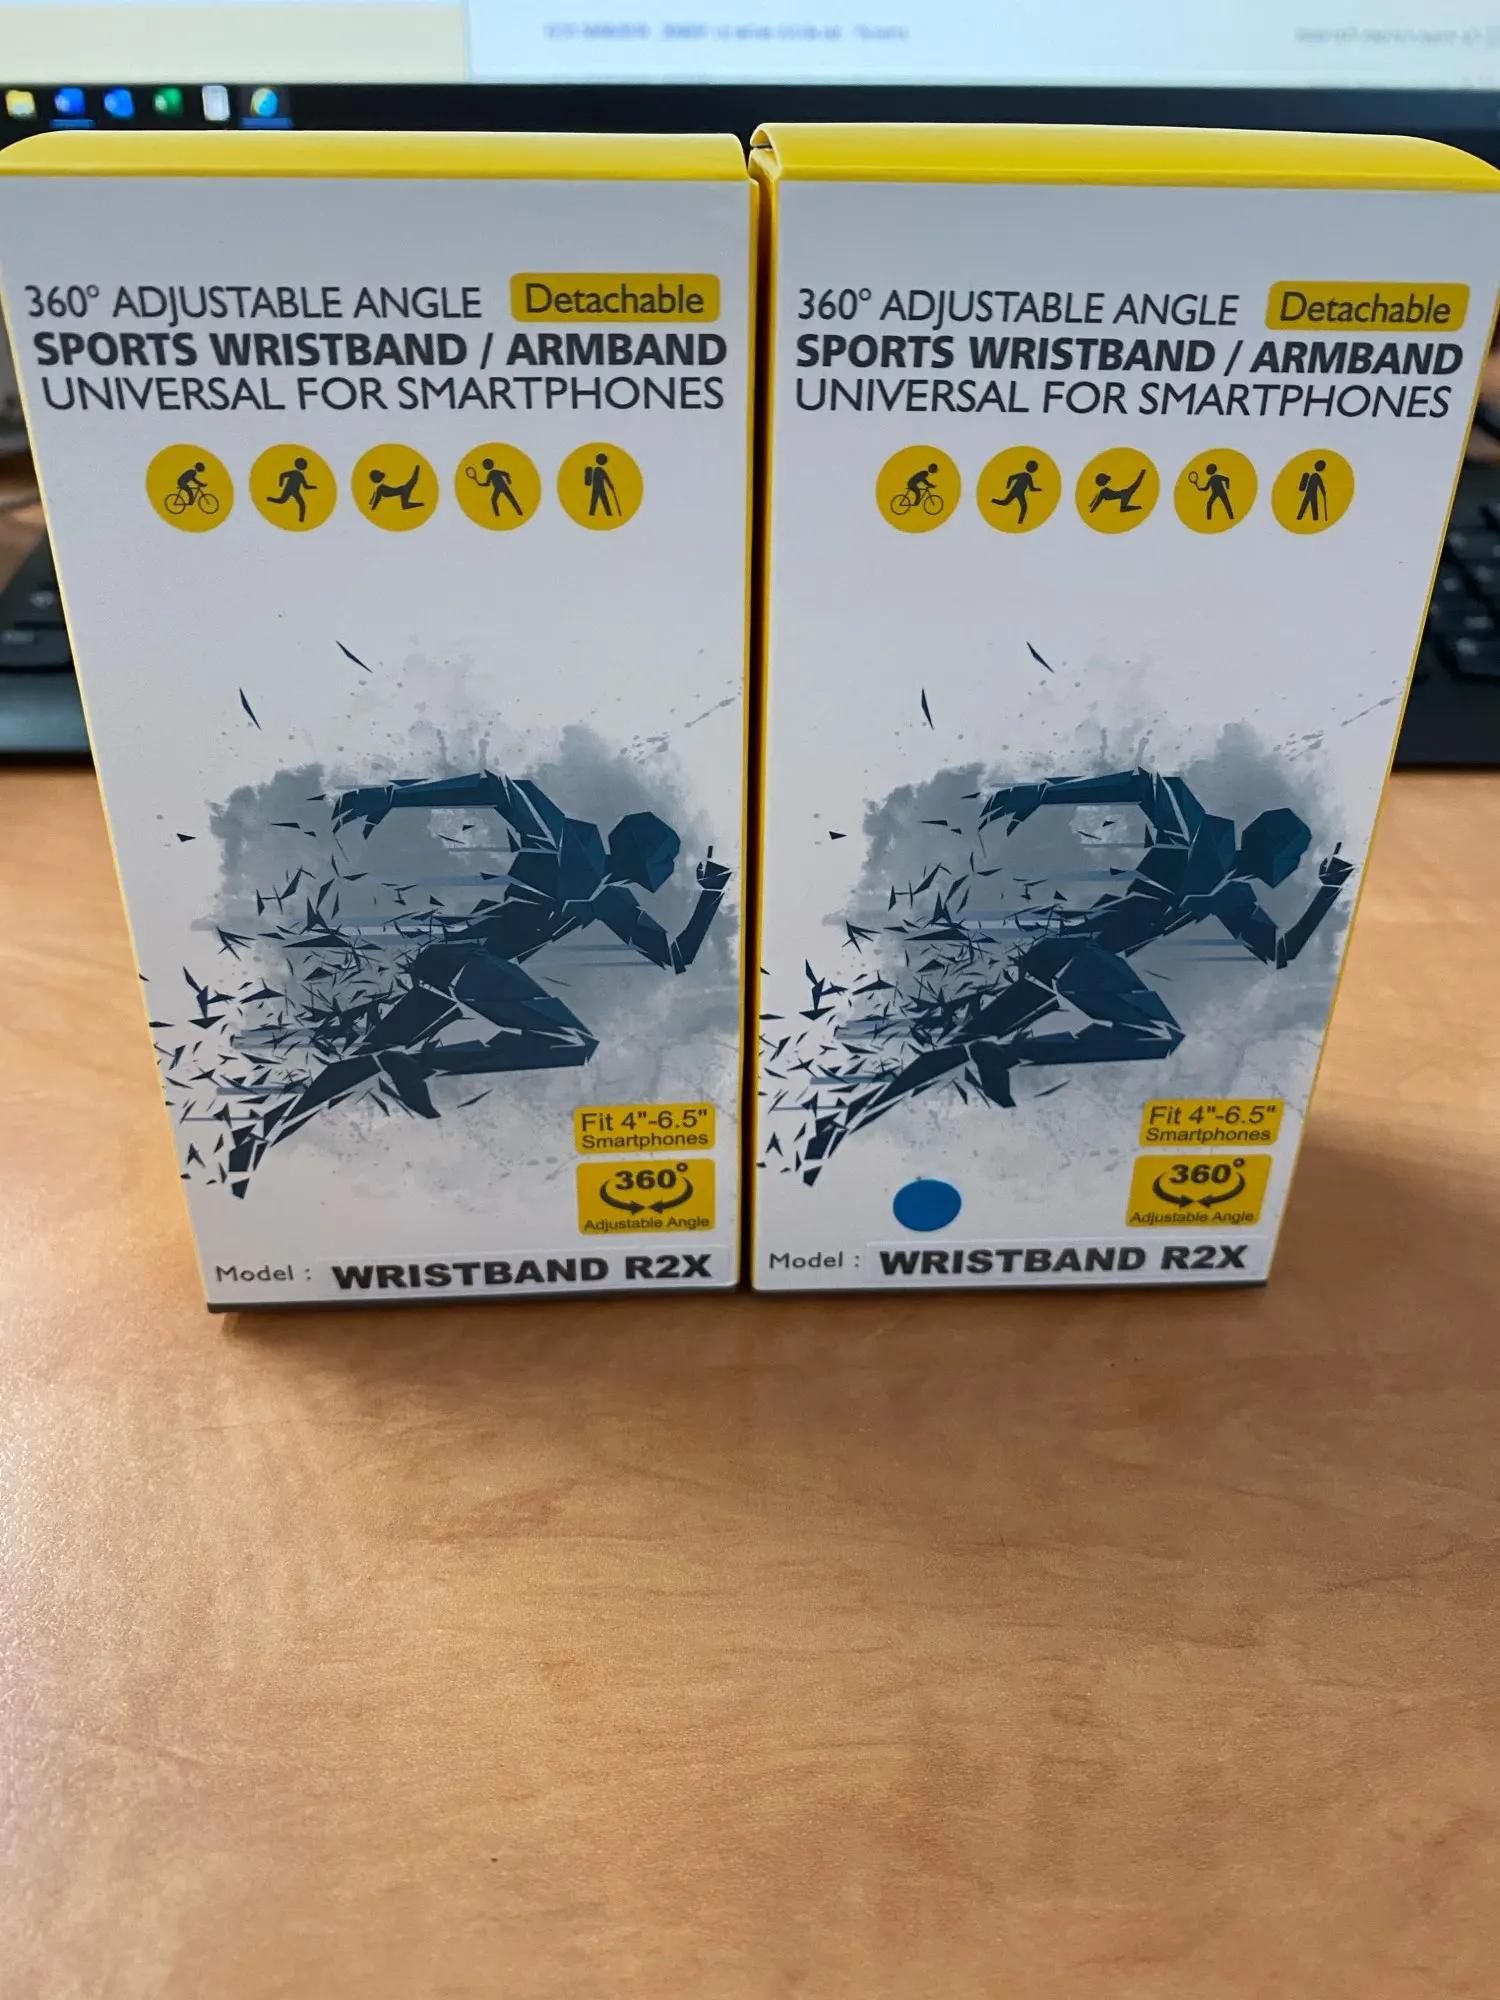 360° ADJUSTABLE ANGLE Detachable
SPORTS WRISTBAND / ARMBAND
UNIVERSAL FOR SMARTPHONES
Fit 4"-6.5"
Smartphones
360°
Adjustable Angle
Model : WRISTBAND R2X
360° ADJUSTABLE ANGLE Detachable
SPORTS WRISTBAND / ARMBAND
UNIVERSAL FOR SMARTPHONES
Fit 4"-6.5"
Smartphones
360°
Adjustable Angle
Model : WRISTBAND R2X